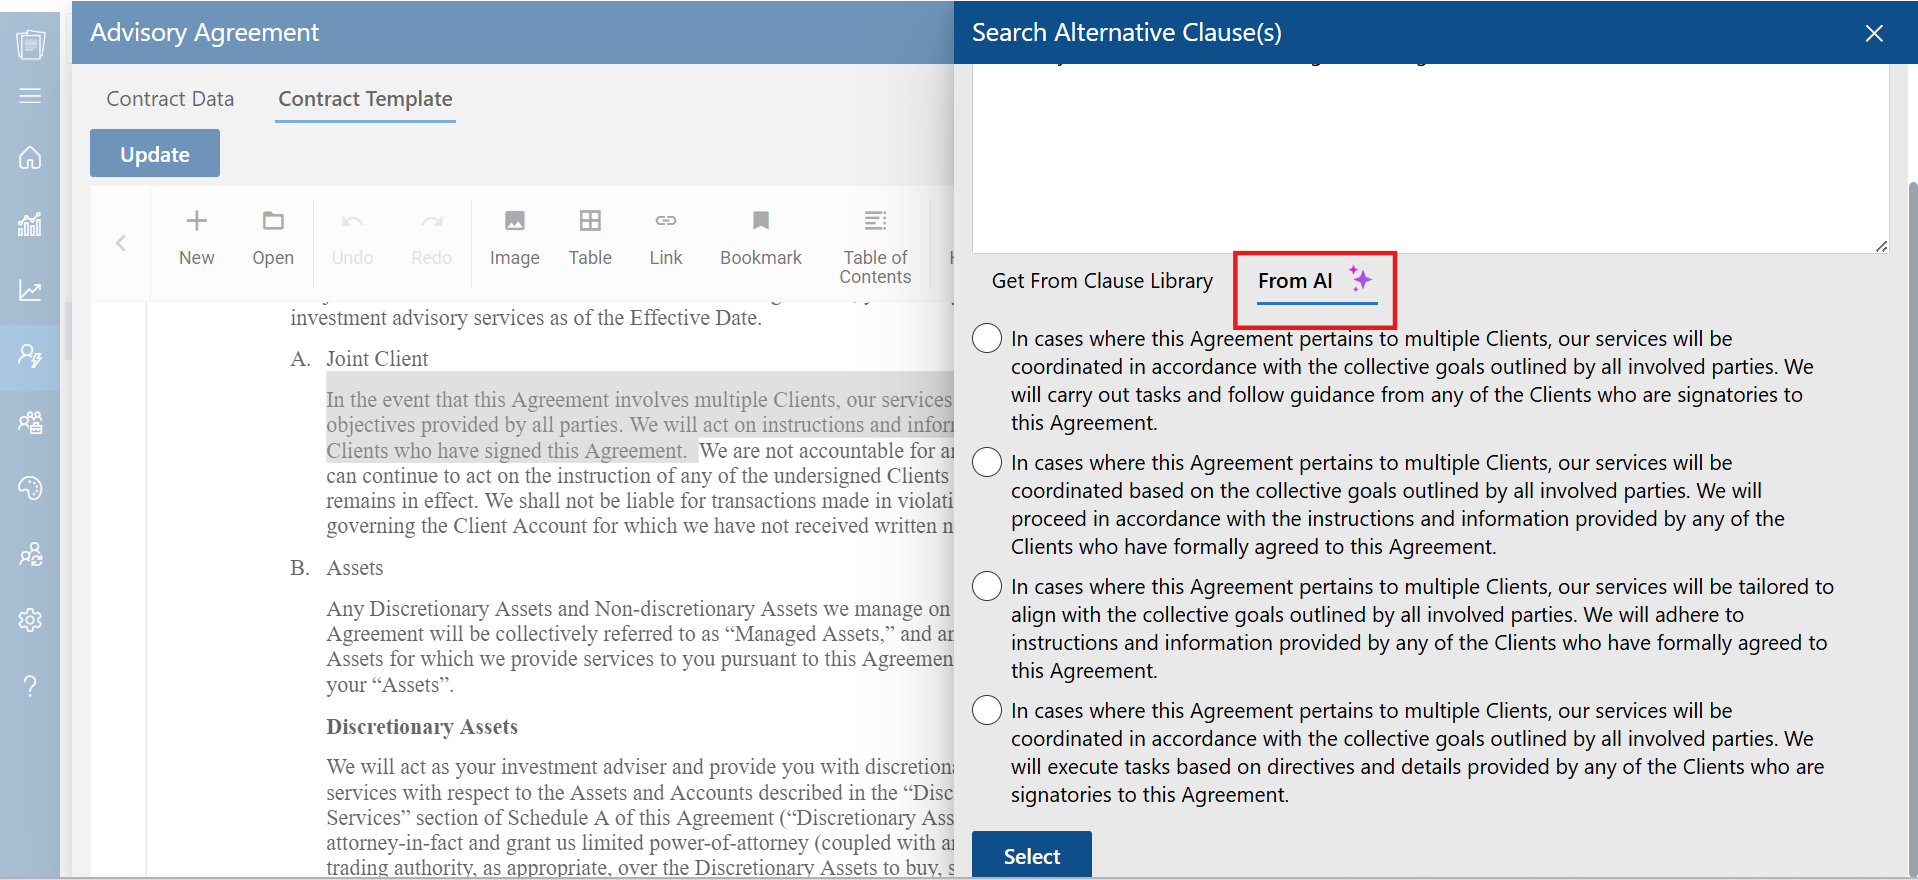 Advisory Agreement
Contract Data
Contract Template
Update
New
Open
Undo
Redo
Image
Table
Link
Bookmark
Table of
Contents
investment advisory services as of the Effective Date.
A. Joint Client
In the event that this Agreement involves multiple Clients, our services
objectives provided by all parties. We will act on instructions and
Clients who have signed this Agreement. We are not accountable for
can continue to act on the instruction of any of the undersigned Clients
remains in effect. We shall not be liable for transactions made in
governing the Client Account for which we have not received written
B. Assets
Any Discretionary Assets and Non-discretionary Assets we manage on
Agreement will be collectively referred to as “Managed Assets,” and
Assets for which we provide services to you pursuant to this
your “Assets”.
Discretionary Assets
We will act as your investment adviser and provide you with
services with respect to the Assets and Accounts described in the
Services” section of Schedule A of this Agreement (“Discretionary
attorney-in-fact and grant us limited power-of-attorney (coupled with
trading authority, as appropriate, over the Discretionary Assets to buy,
Search Alternative Clause(s)
Get From Clause Library
From AI
In cases where this Agreement pertains to multiple Clients, our services will be
coordinated in accordance with the collective goals outlined by all involved parties. We
will carry out tasks and follow guidance from any of the Clients who are signatories to
this Agreement.
In cases where this Agreement pertains to multiple Clients, our services will be
coordinated based on the collective goals outlined by all involved parties. We will
proceed in accordance with the instructions and information provided by any of the
Clients who have formally agreed to this Agreement.
In cases where this Agreement pertains to multiple Clients, our services will be tailored to
align with the collective goals outlined by all involved parties. We will adhere to
instructions and information provided by any of the Clients who have formally agreed to
this Agreement.
In cases where this Agreement pertains to multiple Clients, our services will be
coordinated in accordance with the collective goals outlined by all involved parties. We
will execute tasks based on directives and details provided by any of the Clients who are
signatories to this Agreement.
Select